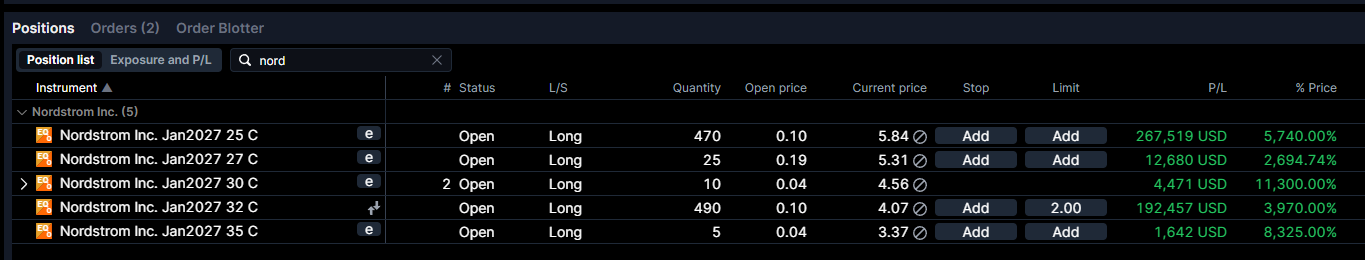 Positions Orders (2) Order Blotter
Position list Exposure and P/L nord
Instrument # Status L/S Quantity Open price Current price Stop Limit P/L % Price
Nordstrom Inc. (5)
EQ Nordstrom Inc. Jan2027 25 C e Open Long 470 0.10 5.84 Add Add 267,519 USD 5,740.00%
EQ Nordstrom Inc. Jan2027 27 C e Open Long 25 0.19 5.31 Add Add 12,680 USD 2,694.74%
EQ Nordstrom Inc. Jan2027 30 C e 2 Open Long 10 0.04 4.56 4,471 USD 11,300.00%
EQ Nordstrom Inc. Jan2027 32 C Open Long 490 0.10 4.07 Add 2.00 192,457 USD 3,970.00%
EQ Nordstrom Inc. Jan2027 35 C e Open Long 5 0.04 3.37 Add Add 1,642 USD 8,325.00%